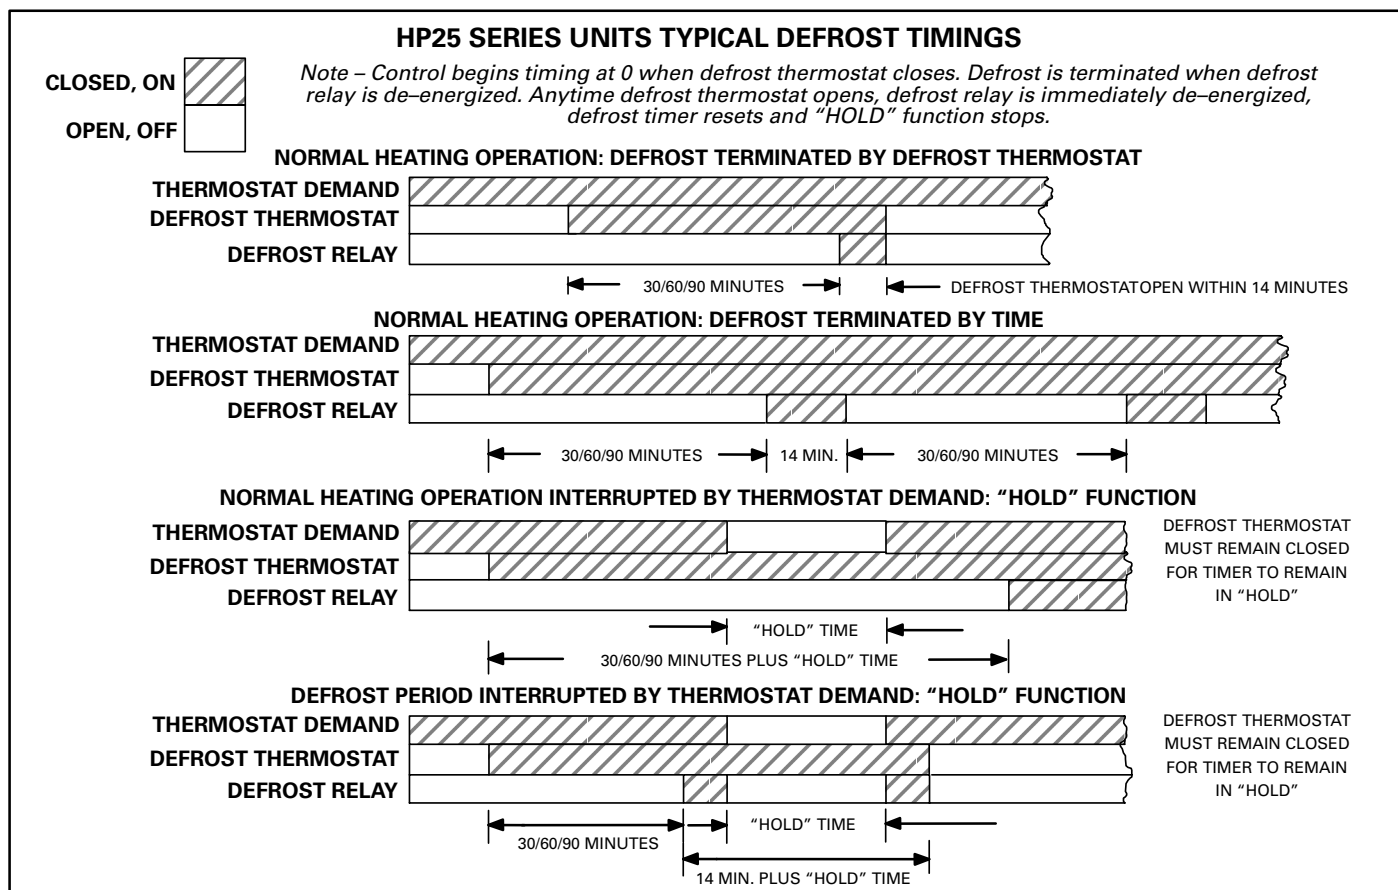 HP25 SERIES UNITS TYPICAL DEFROST TIMINGS
CLOSED, ON
OPEN, OFF
Note – Control begins timing at 0 when defrost thermostat closes. Defrost is terminated when defrost
relay is de–energized. Anytime defrost thermostat opens, defrost relay is immediately de–energized,
defrost timer resets and “HOLD” function stops.
NORMAL HEATING OPERATION: DEFROST TERMINATED BY DEFROST THERMOSTAT
THERMOSTAT DEMAND
DEFROST THERMOSTAT
DEFROST RELAY
30/60/90 MINUTES
DEFROST THERMOSTAT OPEN WITHIN 14 MINUTES
NORMAL HEATING OPERATION: DEFROST TERMINATED BY TIME
THERMOSTAT DEMAND
DEFROST THERMOSTAT
DEFROST RELAY
30/60/90 MINUTES
14 MIN.
30/60/90 MINUTES
NORMAL HEATING OPERATION INTERRUPTED BY THERMOSTAT DEMAND: “HOLD” FUNCTION
THERMOSTAT DEMAND
DEFROST THERMOSTAT
DEFROST RELAY
DEFROST THERMOSTAT
MUST REMAIN CLOSED
FOR TIMER TO REMAIN
IN “HOLD”
“HOLD” TIME
30/60/90 MINUTES PLUS “HOLD” TIME
DEFROST PERIOD INTERRUPTED BY THERMOSTAT DEMAND: “HOLD” FUNCTION
THERMOSTAT DEMAND
DEFROST THERMOSTAT
DEFROST RELAY
DEFROST THERMOSTAT
MUST REMAIN CLOSED
FOR TIMER TO REMAIN
IN “HOLD”
30/60/90 MINUTES
“HOLD” TIME
14 MIN. PLUS “HOLD” TIME